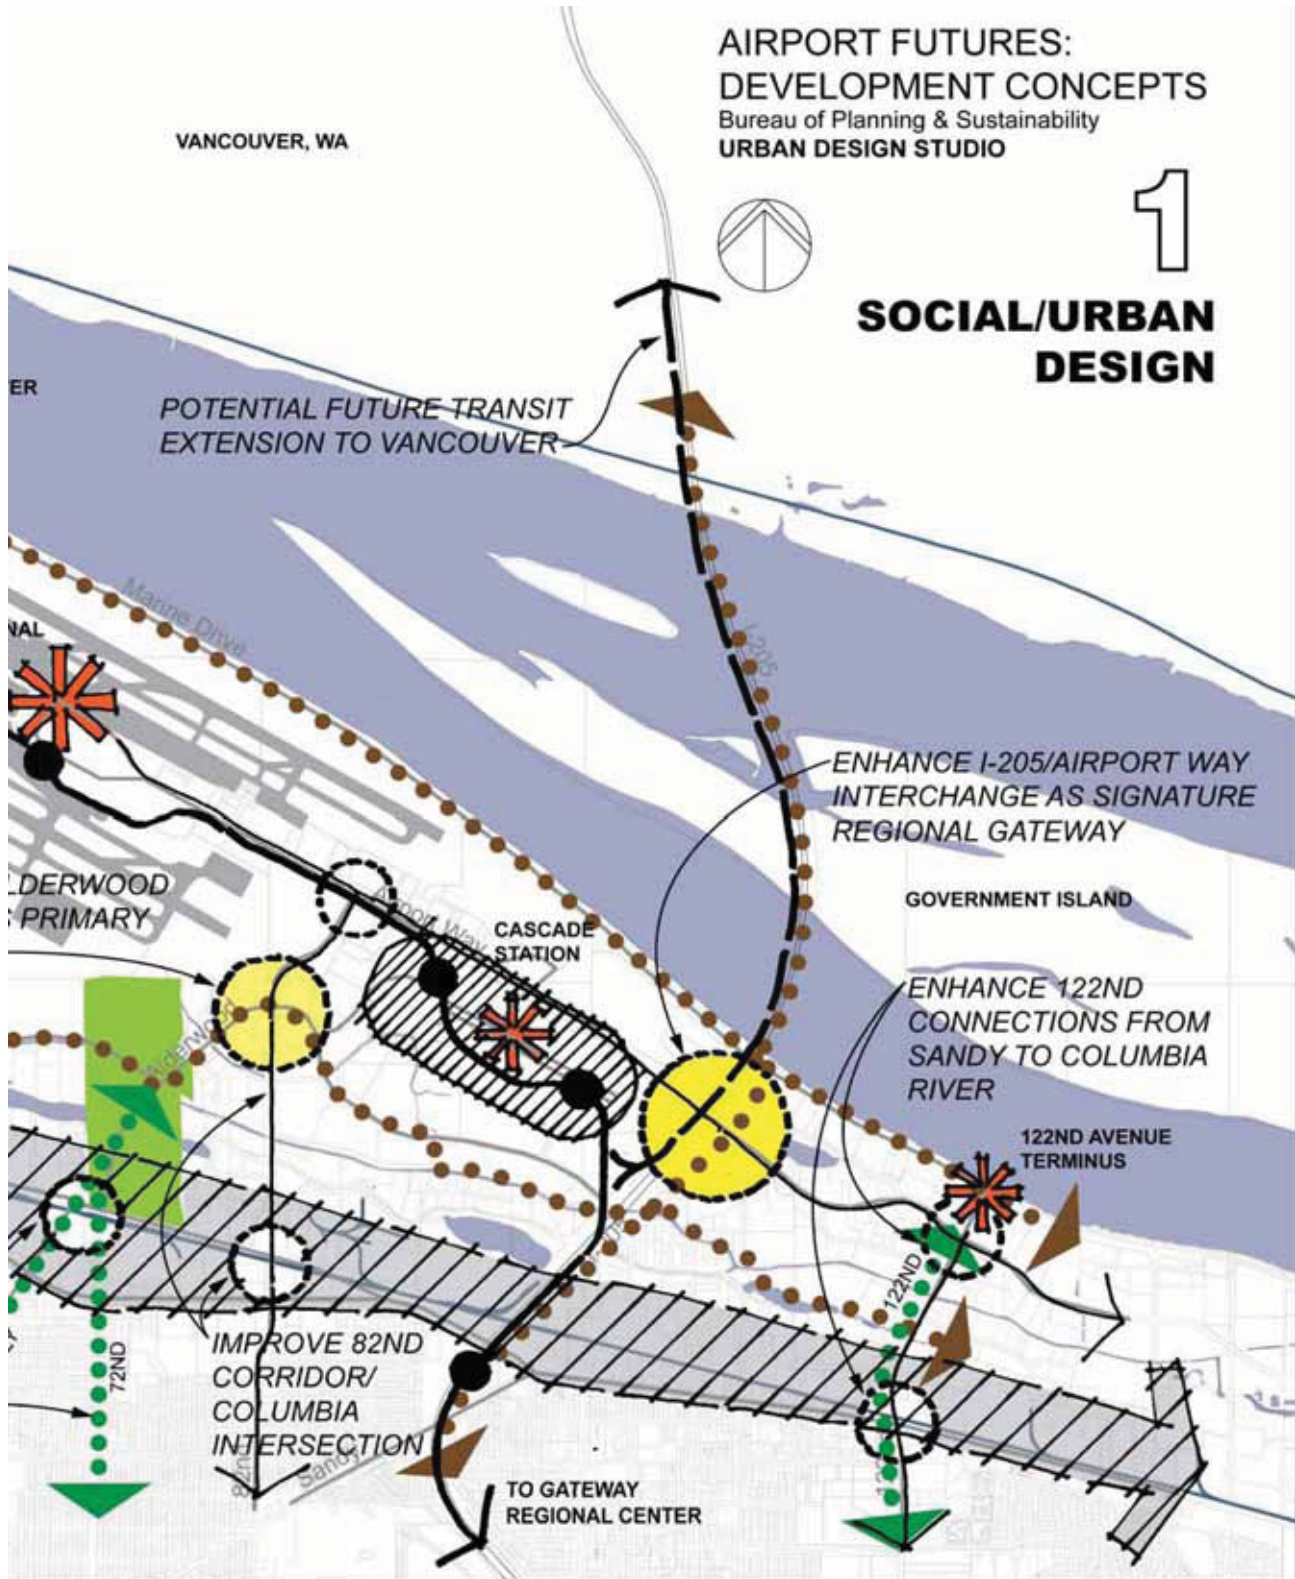 AIRPORT FUTURES:
DEVELOPMENT CONCEPTS
Bureau of Planning & Sustainability
URBAN DESIGN STUDIO
1
SOCIAL/URBAN
DESIGN
VANCOUVER, WA
ER
POTENTIAL FUTURE TRANSIT
EXTENSION TO VANCOUVER
Marine Drive
NAL
I-205
ENHANCE I-205/AIRPORT WAY
INTERCHANGE AS SIGNATURE
REGIONAL GATEWAY
LDERWOOD
PRIMARY
Airport Way
CASCADE
STATION
GOVERNMENT ISLAND
Alderwood
ENHANCE 122ND
CONNECTIONS FROM
SANDY TO COLUMBIA
RIVER
122ND AVENUE
TERMINUS
122ND
72ND
IMPROVE 82ND
CORRIDOR/
COLUMBIA
INTERSECTION
82nd
Sandy
TO GATEWAY
REGIONAL CENTER